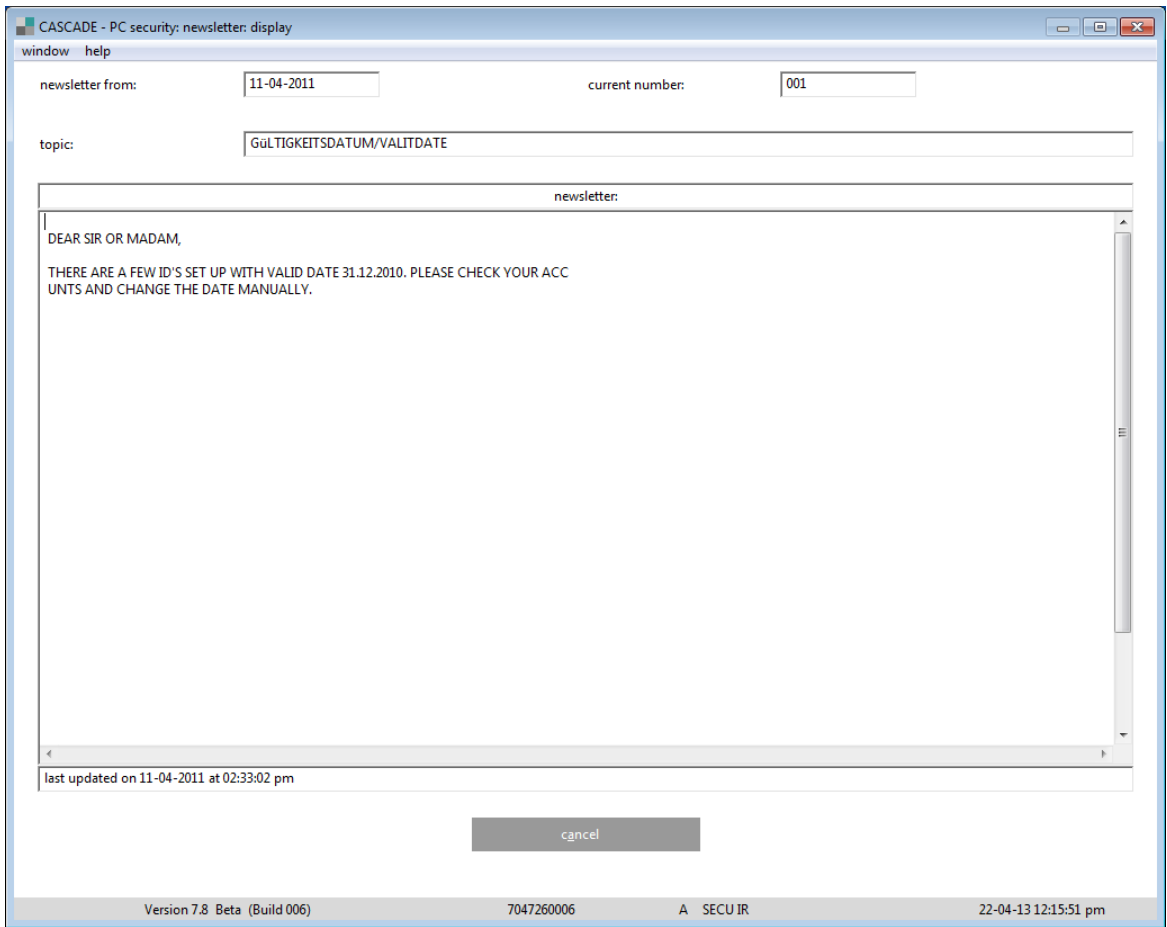 CASCADE - PC security: newsletter: display
window help
newsletter from: 11-04-2011 current number: 001
topic: GüLTIGKEITSDATUM/VALITDATE
newsletter:
DEAR SIR OR MADAM,
THERE ARE A FEW ID'S SET UP WITH VALID DATE 31.12.2010. PLEASE CHECK YOUR ACC
UNTS AND CHANGE THE DATE MANUALLY.
last updated on 11-04-2011 at 02:33:02 pm
cancel
Version 7.8 Beta (Build 006) 7047260006 A SECU IR 22-04-13 12:15:51 pm